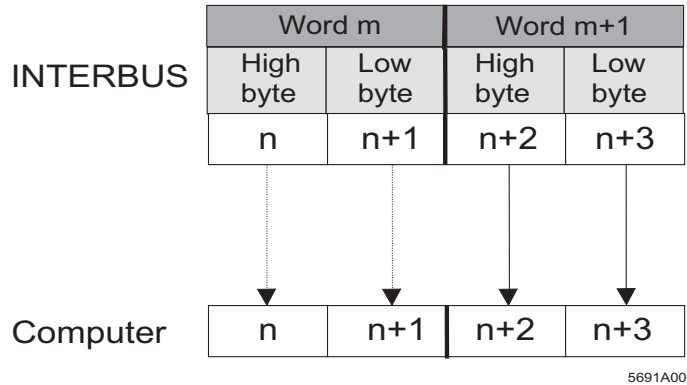 Word m Word m+1
INTERBUS High byte Low byte High byte Low byte
n n+1 n+2 n+3
Computer n n+1 n+2 n+3
5691A00